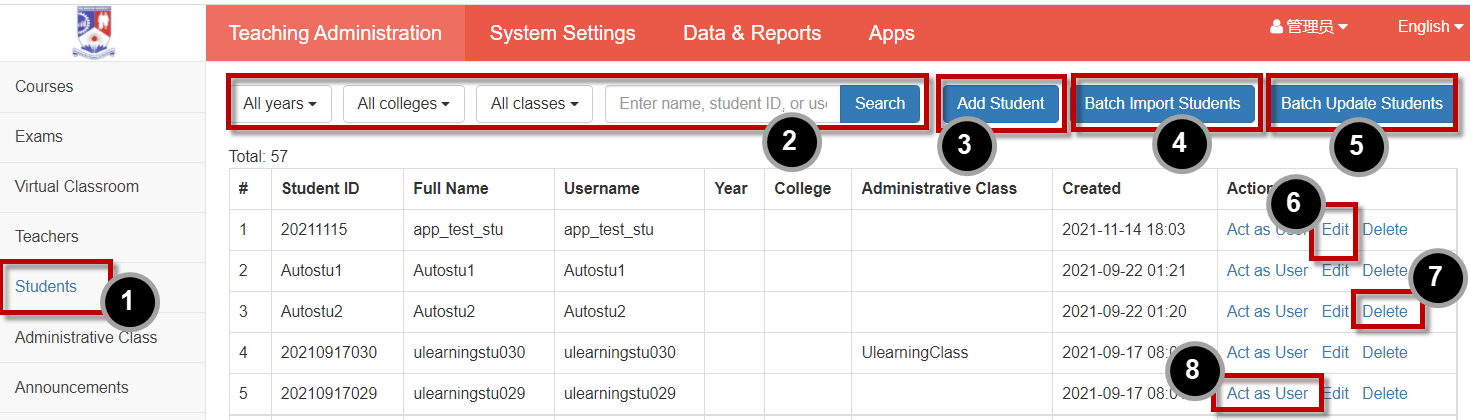 Teaching Administration System Settings Data & Reports Apps 管理员 English
Courses
Exams
Virtual Classroom
Teachers
Students
Administrative Class
Announcements
1
All years All colleges All classes Enter name, student ID, or use Search Add Student Batch Import Students Batch Update Students
2 3 4 5
Total: 57
# Student ID Full Name Username Year College Administrative Class Created Action
6
1 20211115 app_test_stu app_test_stu 2021-11-14 18:03 Act as User Edit Delete
2 Autostu1 Autostu1 Autostu1 2021-09-22 01:21 Act as User Edit Delete
7
3 Autostu2 Autostu2 Autostu2 2021-09-22 01:20 Act as User Edit Delete
4 20210917030 ulearningstu030 ulearningstu030 UlearningClass 2021-09-17 08: Act as User Edit Delete
8
5 20210917029 ulearningstu029 ulearningstu029 2021-09-17 08: Act as User Edit Delete